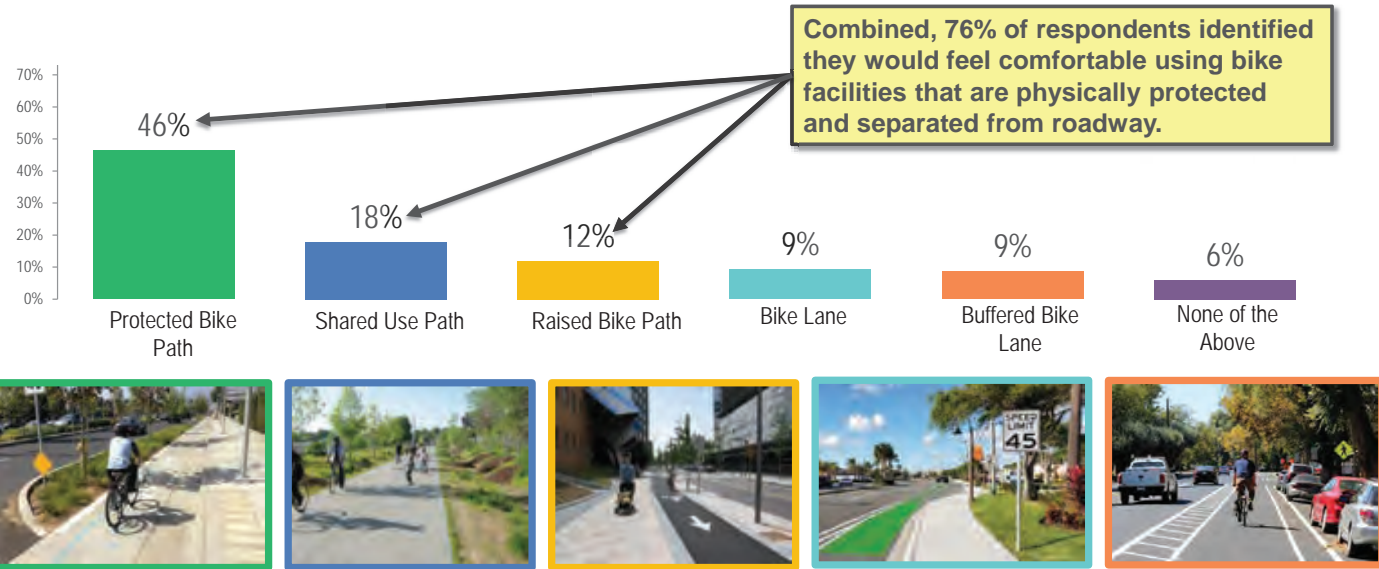 Combined, 76% of respondents identified
they would feel comfortable using bike
facilities that are physically protected
and separated from roadway.
70%
60%
50%
40%
30%
20%
10%
0%
46%
18%
12%
9%
9%
6%
Protected Bike
Path
Shared Use Path
Raised Bike Path
Bike Lane
Buffered Bike
Lane
None of the
Above
SPEED
LIMIT
45